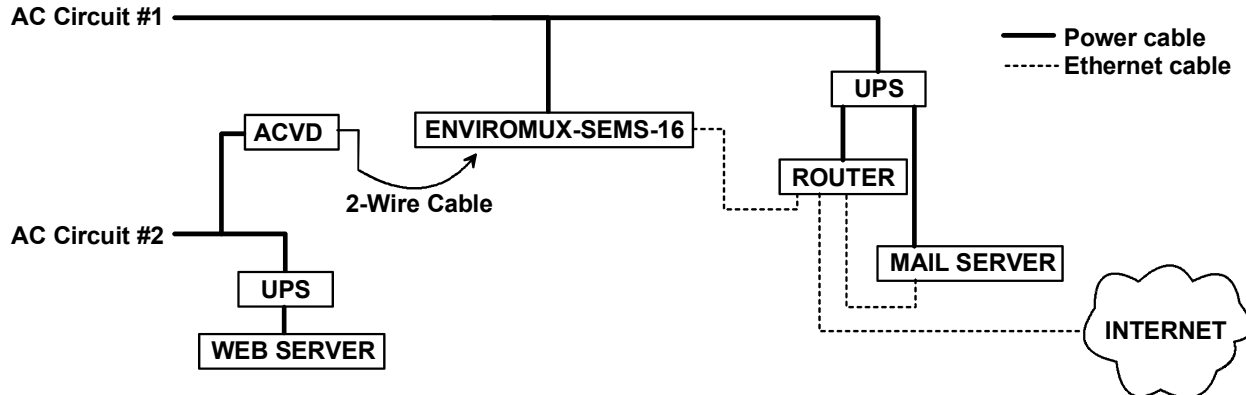 AC Circuit #1
Power cable
Ethernet cable
UPS
ACVD
ENVIROMUX-SEMS-16
ROUTER
2-Wire Cable
AC Circuit #2
MAIL SERVER
UPS
INTERNET
WEB SERVER